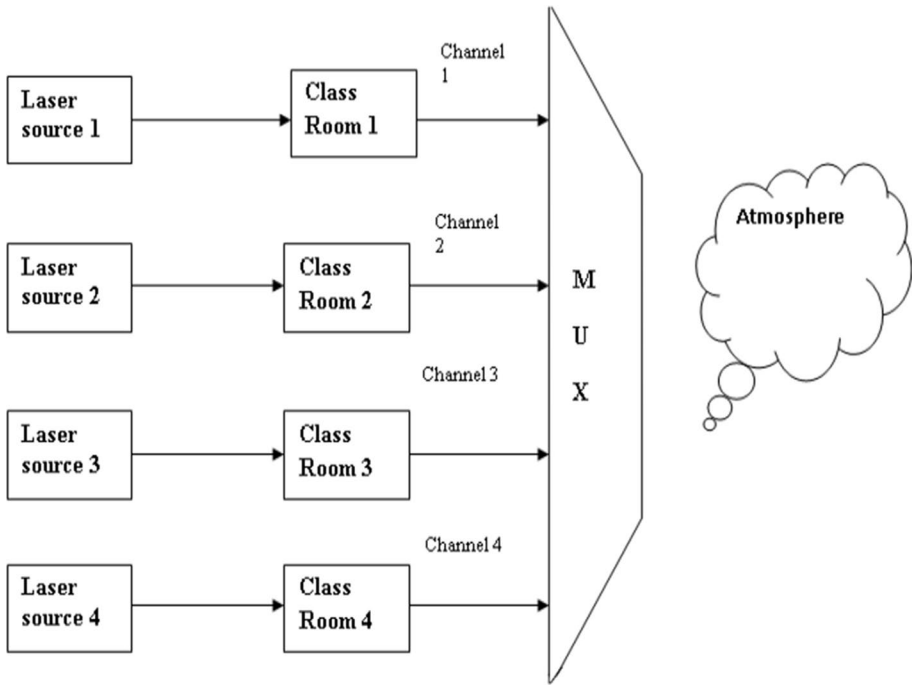 Laser
source 1
Class
Room 1
Channel
1
Laser
source 2
Class
Room 2
Channel
2
Laser
source 3
Class
Room 3
Channel 3
Laser
source 4
Class
Room 4
Channel 4
M
U
X
Atmosphere